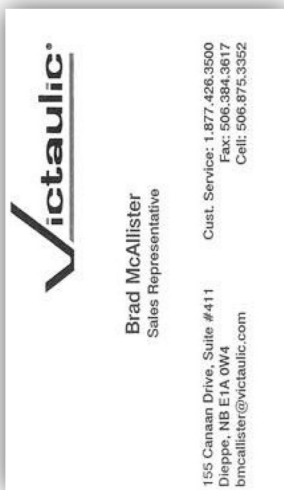 Victaulic®
Brad McAllister
Sales Representative
155 Canaan Drive, Suite #411
Dieppe, NB E1A 0W4
bmcallister@victaulic.com
Cust. Service: 1.877.426.3500
Fax: 506.384.3617
Cell: 506.875.3352